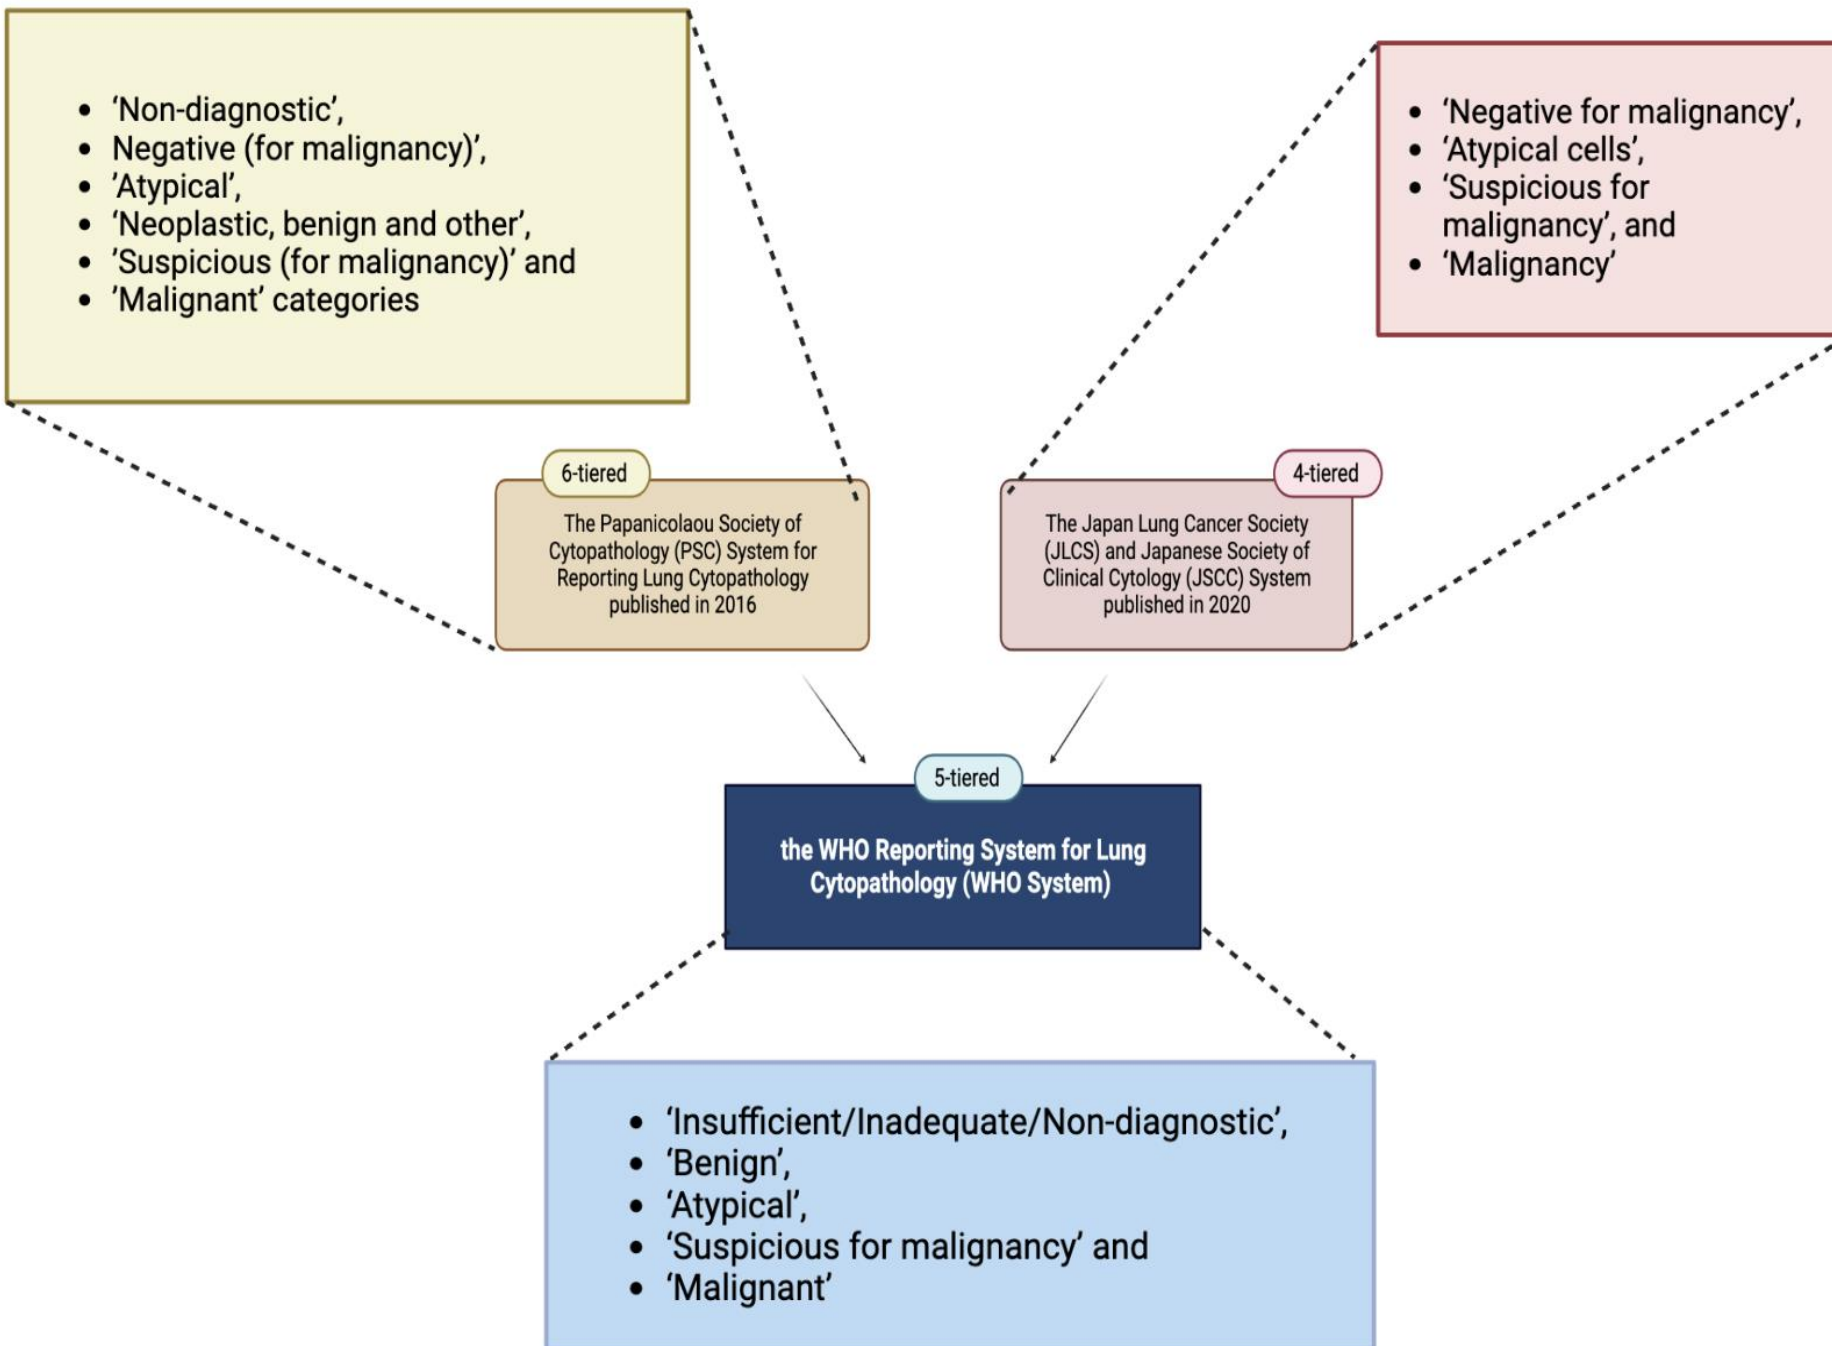 • ‘Non-diagnostic’,
• Negative (for malignancy)’,
• ’Atypical’,
• ‘Neoplastic, benign and other’,
• ’Suspicious (for malignancy)’ and
• ’Malignant’ categories
• ‘Negative for malignancy’,
• ‘Atypical cells’,
• ‘Suspicious for
malignancy’, and
• ‘Malignancy’
6-tiered
The Papanicolaou Society of
Cytopathology (PSC) System for
Reporting Lung Cytopathology
published in 2016
4-tiered
The Japan Lung Cancer Society
(JLCS) and Japanese Society of
Clinical Cytology (JSCC) System
published in 2020
5-tiered
the WHO Reporting System for Lung
Cytopathology (WHO System)
• ‘Insufficient/Inadequate/Non-diagnostic’,
• ‘Benign’,
• ‘Atypical’,
• ‘Suspicious for malignancy’ and
• ‘Malignant’